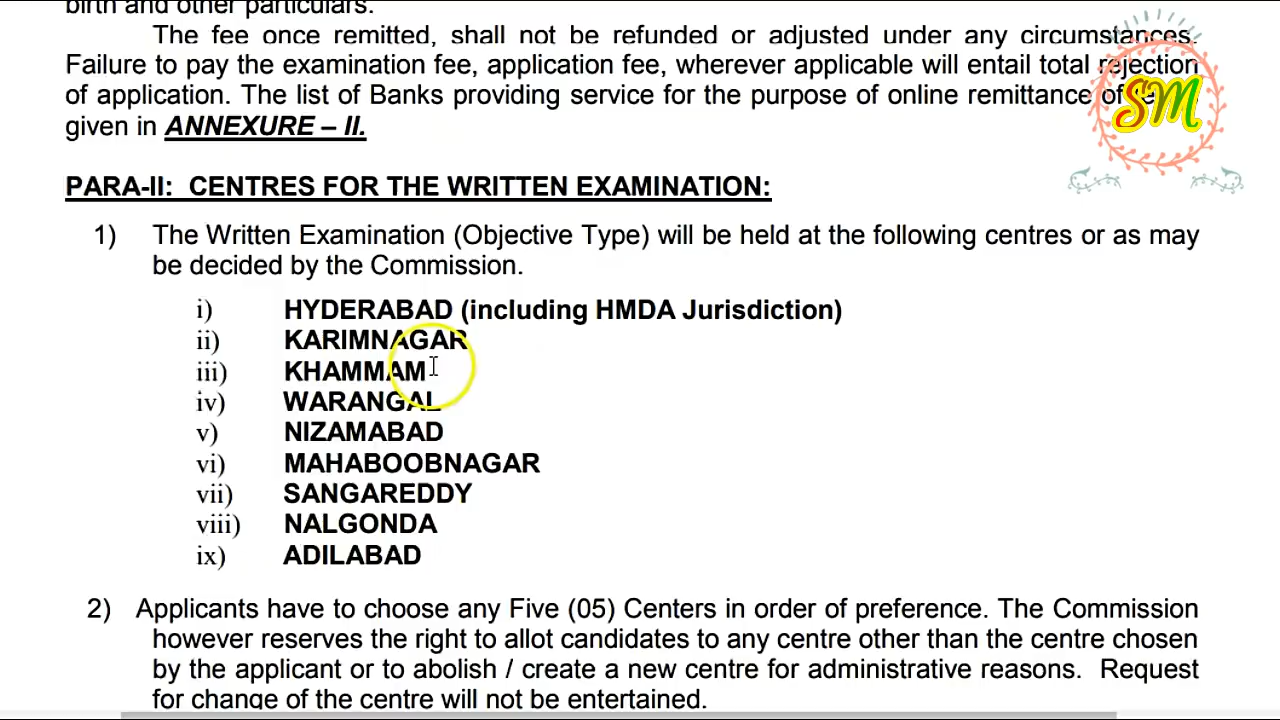 birth and other particulars.
The fee once remitted, shall not be refunded or adjusted under any circumstances.
Failure to pay the examination fee, application fee, wherever applicable will entail total rejection
of application. The list of Banks providing service for the purpose of online remittance of
given in ANNEXURE – II.
SM
PARA-II: CENTRES FOR THE WRITTEN EXAMINATION:
1) The Written Examination (Objective Type) will be held at the following centres or as may
be decided by the Commission.
i) HYDERABAD (including HMDA Jurisdiction)
ii) KARIMNAGAR
iii) KHAMMAM
iv) WARANGAL
v) NIZAMABAD
vi) MAHABOOBNAGAR
vii) SANGAREDDY
viii) NALGONDA
ix) ADILABAD
2) Applicants have to choose any Five (05) Centers in order of preference. The Commission
however reserves the right to allot candidates to any centre other than the centre chosen
by the applicant or to abolish / create a new centre for administrative reasons. Request
for change of the centre will not be entertained.